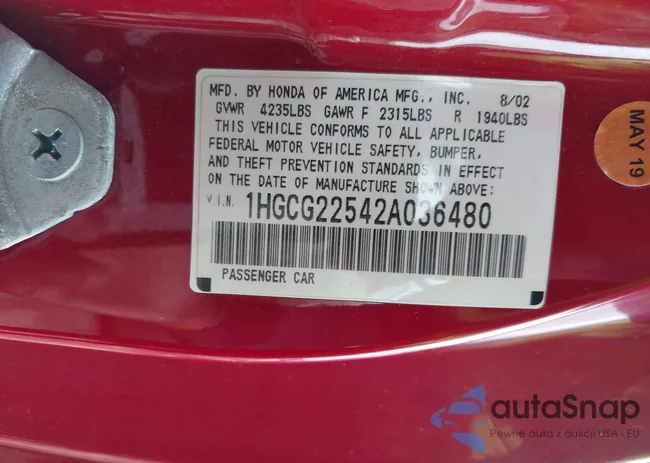 MFD. BY HONDA OF AMERICA MFG., INC. 8/02
GVWR 4235LBS GAWR F 2315LBS R 1940LBS
THIS VEHICLE CONFORMS TO ALL APPLICABLE
FEDERAL MOTOR VEHICLE SAFETY, BUMPER,
AND THEFT PREVENTION STANDARDS IN EFFECT
ON THE DATE OF MANUFACTURE SHOWN ABOVE:
V.I.N. 1HGCG22542A036480
PASSENGER CAR
MAY 19
autaSnap
Pewne auta z aukcji USA i EU